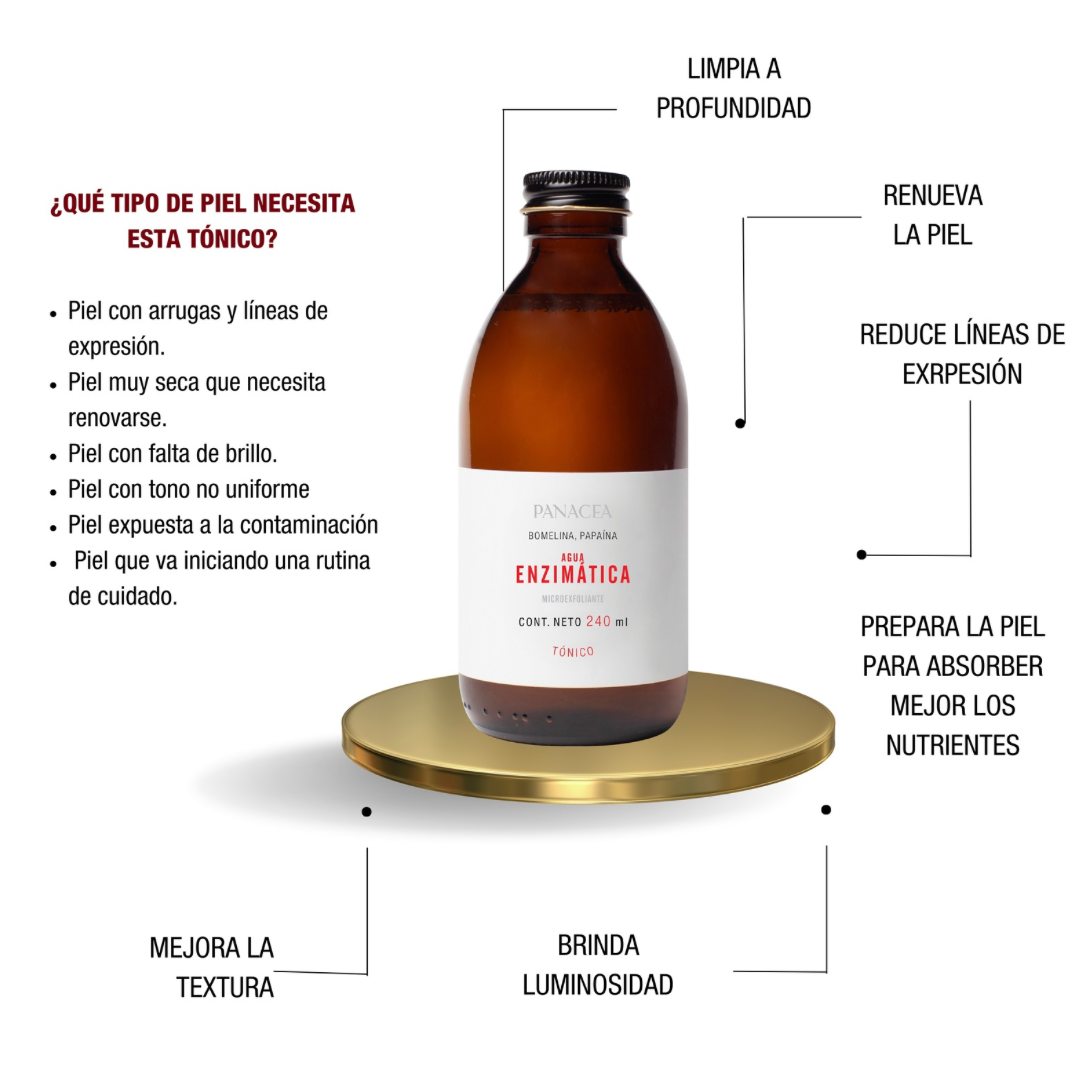 LIMPIA A
PROFUNDIDAD
¿QUÉ TIPO DE PIEL NECESITA
ESTA TÓNICO?
• Piel con arrugas y líneas de
expresión.
• Piel muy seca que necesita
renovarse.
• Piel con falta de brillo.
• Piel con tono no uniforme
• Piel expuesta a la contaminación
• Piel que va iniciando una rutina
de cuidado.
RENUEVA
LA PIEL
REDUCE LÍNEAS DE
EXRPESIÓN
PANACEA
BOMELINA, PAPAÍNA
AGUA
ENZIMÁTICA
MICROEXFOLIANTE
CONT. NETO 240 ml
TÓNICO
PREPARA LA PIEL
PARA ABSORBER
MEJOR LOS
NUTRIENTES
MEJORA LA
TEXTURA
BRINDA
LUMINOSIDAD